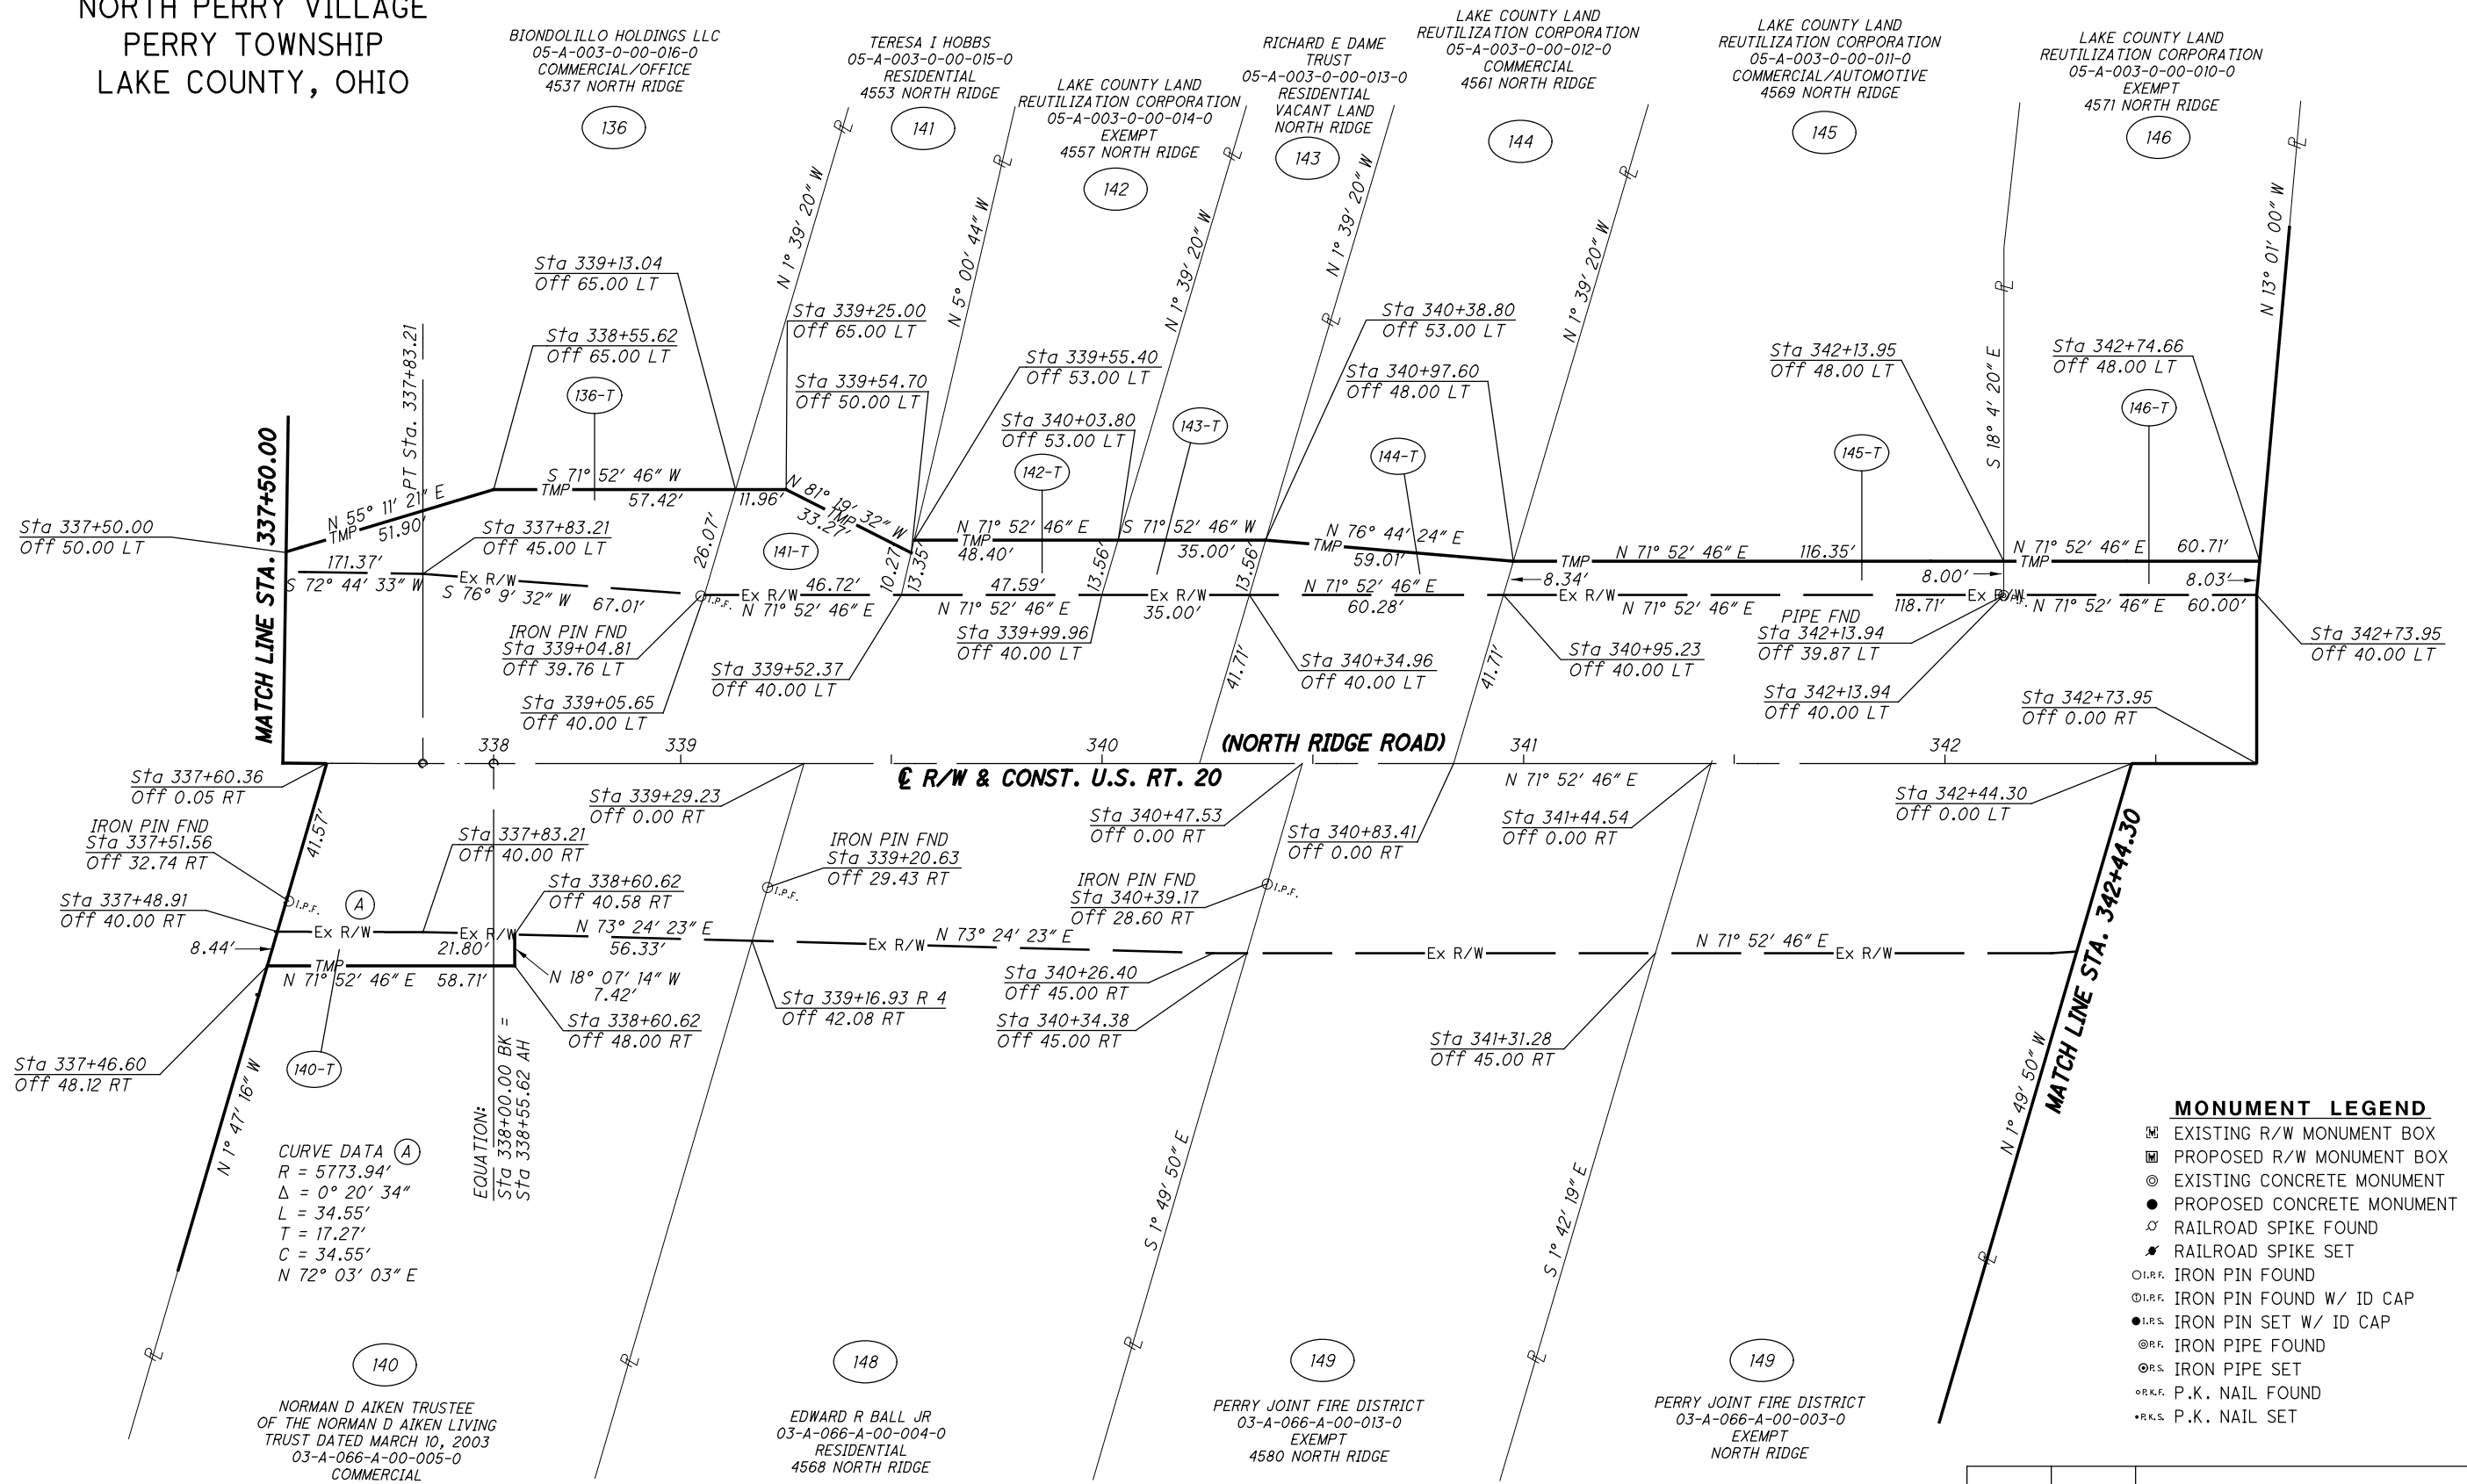 NORTH PERRY VILLAGE
PERRY TOWNSHIP
LAKE COUNTY, OHIO
BIONDOLILLO HOLDINGS LLC
05-A-003-0-00-016-0
COMMERCIAL/OFFICE
4537 NORTH RIDGE
136
TERESA I HOBBS
05-A-003-0-00-015-0
RESIDENTIAL
4553 NORTH RIDGE
141
LAKE COUNTY LAND
REUTILIZATION CORPORATION
05-A-003-0-00-014-0
EXEMPT
4557 NORTH RIDGE
142
RICHARD E DAME
TRUST
05-A-003-0-00-013-0
RESIDENTIAL
VACANT LAND
NORTH RIDGE
143
LAKE COUNTY LAND
REUTILIZATION CORPORATION
05-A-003-0-00-012-0
COMMERCIAL
4561 NORTH RIDGE
144
LAKE COUNTY LAND
REUTILIZATION CORPORATION
05-A-003-0-00-011-0
COMMERCIAL/AUTOMOTIVE
4569 NORTH RIDGE
145
LAKE COUNTY LAND
REUTILIZATION CORPORATION
05-A-003-0-00-010-0
EXEMPT
4571 NORTH RIDGE
146
N 1° 39' 20" W
N 5° 00' 44" W
N 1° 39' 20" W
N 1° 39' 20" W
N 1° 39' 20" W
S 18° 4' 20" E
N 13° 01' 00" W
PL
PL
PL
PL
PL
PL
PL
Sta 339+13.04
Off 65.00 LT
Sta 338+55.62
Off 65.00 LT
136-T
PT Sta. 337+83.21
Sta 339+25.00
Off 65.00 LT
Sta 339+54.70
Off 50.00 LT
Sta 339+55.40
Off 53.00 LT
Sta 340+03.80
Off 53.00 LT
142-T
143-T
Sta 340+38.80
Off 53.00 LT
Sta 340+97.60
Off 48.00 LT
144-T
Sta 342+13.95
Off 48.00 LT
145-T
Sta 342+74.66
Off 48.00 LT
146-T
MATCH LINE STA. 337+50.00
Sta 337+50.00
Off 50.00 LT
N 55° 11' 21" E
TMP 51.90'
S 71° 52' 46" W
TMP
57.42'
11.96'
N 81° 19' 32" W
TMP
33.27'
141-T
26.07'
10.27'
13.35'
N 71° 52' 46" E
TMP
48.40'
S 71° 52' 46" W
35.00'
13.56'
13.56'
N 76° 44' 24" E
TMP
59.01'
TMP N 71° 52' 46" E 116.35'
N 71° 52' 46" E 60.71'
TMP
8.34'
8.00'
8.03'
Sta 337+83.21
Off 45.00 LT
171.37'
S 72° 44' 33" W
Ex R/W
S 76° 9' 32" W 67.01'
I.P.F.
Ex R/W 46.72'
N 71° 52' 46" E
47.59'
N 71° 52' 46" E
Ex R/W
35.00'
N 71° 52' 46" E
60.28'
Ex R/W N 71° 52' 46" E 118.71'
Ex R/W
P.F. N 71° 52' 46" E 60.00'
IRON PIN FND
Sta 339+04.81
Off 39.76 LT
Sta 339+05.65
Off 40.00 LT
Sta 339+52.37
Off 40.00 LT
Sta 339+99.96
Off 40.00 LT
41.71'
Sta 340+34.96
Off 40.00 LT
41.71'
Sta 340+95.23
Off 40.00 LT
PIPE FND
Sta 342+13.94
Off 39.87 LT
Sta 342+13.94
Off 40.00 LT
Sta 342+73.95
Off 0.00 RT
Sta 342+73.95
Off 40.00 LT
338
339
340
(NORTH RIDGE ROAD)
341
342
CL R/W & CONST. U.S. RT. 20
N 71° 52' 46" E
Sta 337+60.36
Off 0.05 RT
Sta 339+29.23
Off 0.00 RT
Sta 340+47.53
Off 0.00 RT
Sta 340+83.41
Off 0.00 RT
Sta 341+44.54
Off 0.00 RT
Sta 342+44.30
Off 0.00 LT
IRON PIN FND
Sta 337+51.56
Off 32.74 RT
41.57'
Sta 337+83.21
Off 40.00 RT
Sta 337+48.91
Off 40.00 RT
I.P.F.
A
Sta 338+60.62
Off 40.58 RT
IRON PIN FND
Sta 339+20.63
Off 29.43 RT
I.P.F.
IRON PIN FND
Sta 340+39.17
Off 28.60 RT
I.P.F.
8.44'
Ex R/W
Ex R/W
21.80'
N 73° 24' 23" E
56.33'
Ex R/W N 73° 24' 23" E
Ex R/W
N 71° 52' 46" E
Ex R/W
TMP
N 71° 52' 46" E 58.71'
N 18° 07' 14" W
7.42'
Sta 338+60.62
Off 48.00 RT
Sta 339+16.93 R 4
Off 42.08 RT
Sta 340+26.40
Off 45.00 RT
Sta 340+34.38
Off 45.00 RT
Sta 341+31.28
Off 45.00 RT
MATCH LINE STA. 342+44.30
Sta 337+46.60
Off 48.12 RT
140-T
N 1° 47' 16" W
EQUATION:
Sta 338+00.00 BK =
Sta 338+55.62 AH
S 1° 49' 50" E
S 1° 42' 19" E
N 1° 49' 50" W
CURVE DATA A
R = 5773.94'
Δ = 0° 20' 34"
L = 34.55'
T = 17.27'
C = 34.55'
N 72° 03' 03" E
PL
PL
PL
PL
PL
140
NORMAN D AIKEN TRUSTEE
OF THE NORMAN D AIKEN LIVING
TRUST DATED MARCH 10, 2003
03-A-066-A-00-005-0
COMMERCIAL
148
EDWARD R BALL JR
03-A-066-A-00-004-0
RESIDENTIAL
4568 NORTH RIDGE
149
PERRY JOINT FIRE DISTRICT
03-A-066-A-00-013-0
EXEMPT
4580 NORTH RIDGE
149
PERRY JOINT FIRE DISTRICT
03-A-066-A-00-003-0
EXEMPT
NORTH RIDGE
MONUMENT LEGEND
EXISTING R/W MONUMENT BOX
PROPOSED R/W MONUMENT BOX
EXISTING CONCRETE MONUMENT
PROPOSED CONCRETE MONUMENT
RAILROAD SPIKE FOUND
RAILROAD SPIKE SET
I.P.F. IRON PIN FOUND
I.P.F. IRON PIN FOUND W/ ID CAP
I.P.S. IRON PIN SET W/ ID CAP
P.F. IRON PIPE FOUND
P.S. IRON PIPE SET
P.K.F. P.K. NAIL FOUND
P.K.S. P.K. NAIL SET